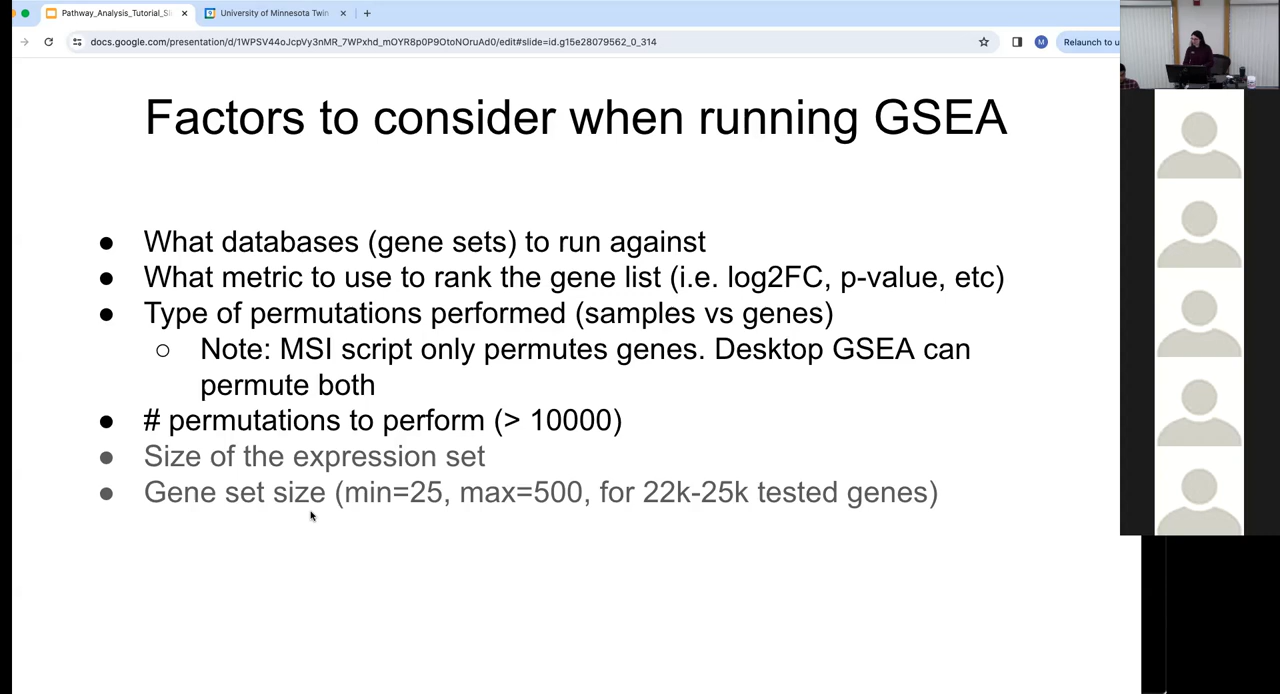 Pathway_Analysis_Tutorial_Sl
University of Minnesota Twin
docs.google.com/presentation/d/1WPSV44oJcpVy3nMR_7WPxhd_mOYR8p0P9OtoNOruAd0/edit#slide=id.g15e28079562_0_314
M
Relaunch to u
Factors to consider when running GSEA
● What databases (gene sets) to run against
● What metric to use to rank the gene list (i.e. log2FC, p-value, etc)
● Type of permutations performed (samples vs genes)
○ Note: MSI script only permutes genes. Desktop GSEA can
permute both
● # permutations to perform (> 10000)
● Size of the expression set
● Gene set size (min=25, max=500, for 22k-25k tested genes)